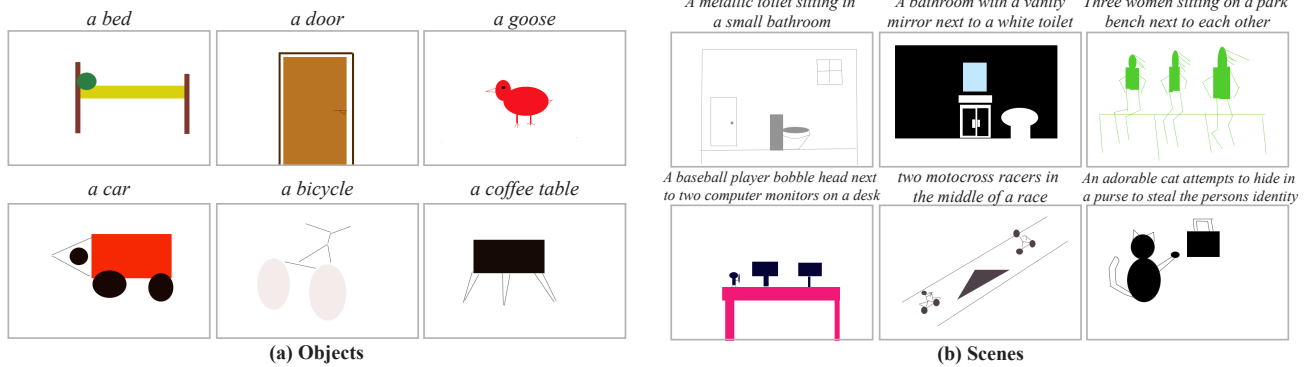 a bed
a door
a goose
a car
a bicycle
a coffee table
(a) Objects
A metallic toilet sitting in
a small bathroom
A bathroom with a vanity
mirror next to a white toilet
Three women sitting on a park
bench next to each other
A baseball player bobble head next
to two computer monitors on a desk
two motocross racers in
the middle of a race
An adorable cat attempts to hide in
a purse to steal the persons identity
(b) Scenes